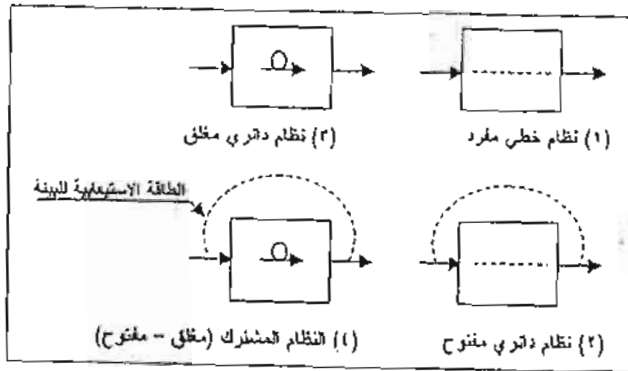 (١) نظام خطي مفرد
(٣) نظام دائري مغلق
الطاقة الاستيعابية للبيئة
(٢) نظام دائري مفتوح
(٤) النظام المشترك (مغلق – مفتوح)